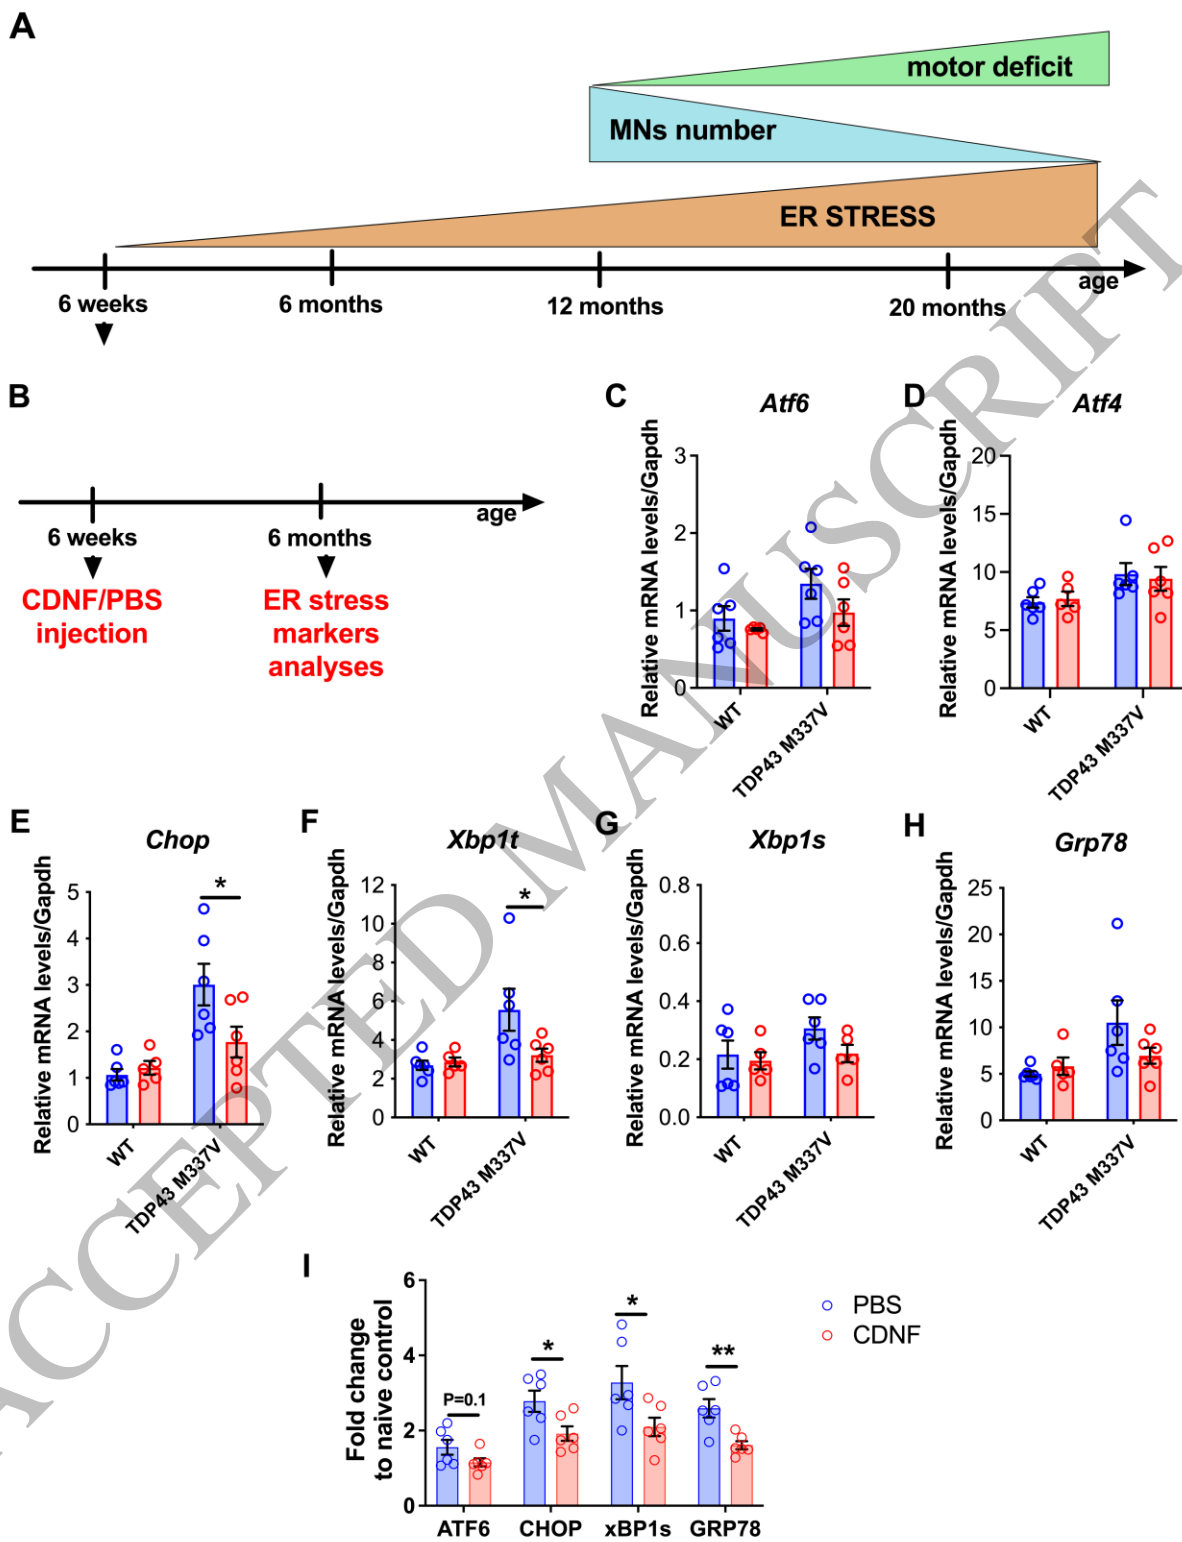 A
motor deficit
MNs number
ER STRESS
6 weeks
6 months
12 months
20 months
age
B
6 weeks
6 months
age
CDNF/PBS
injection
ER stress
markers
analyses
C
Atf6
Relative mRNA levels/Gapdh
3
2
1
0
WT
TDP43 M337V
D
Atf4
Relative mRNA levels/Gapdh
20
15
10
5
0
WT
TDP43 M337V
E
Chop
Relative mRNA levels/Gapdh
5
4
3
2
1
0
*
WT
TDP43 M337V
F
Xbp1t
Relative mRNA levels/Gapdh
12
10
8
6
4
2
0
*
WT
TDP43 M337V
G
Xbp1s
Relative mRNA levels/Gapdh
0.8
0.6
0.4
0.2
0.0
WT
TDP43 M337V
H
Grp78
Relative mRNA levels/Gapdh
25
20
15
10
5
0
WT
TDP43 M337V
I
Fold change
to naive control
6
4
2
0
P=0.1
*
*
**
ATF6 CHOP xBP1s GRP78
PBS
CDNF
ACCEPTED MANUSCRIPT